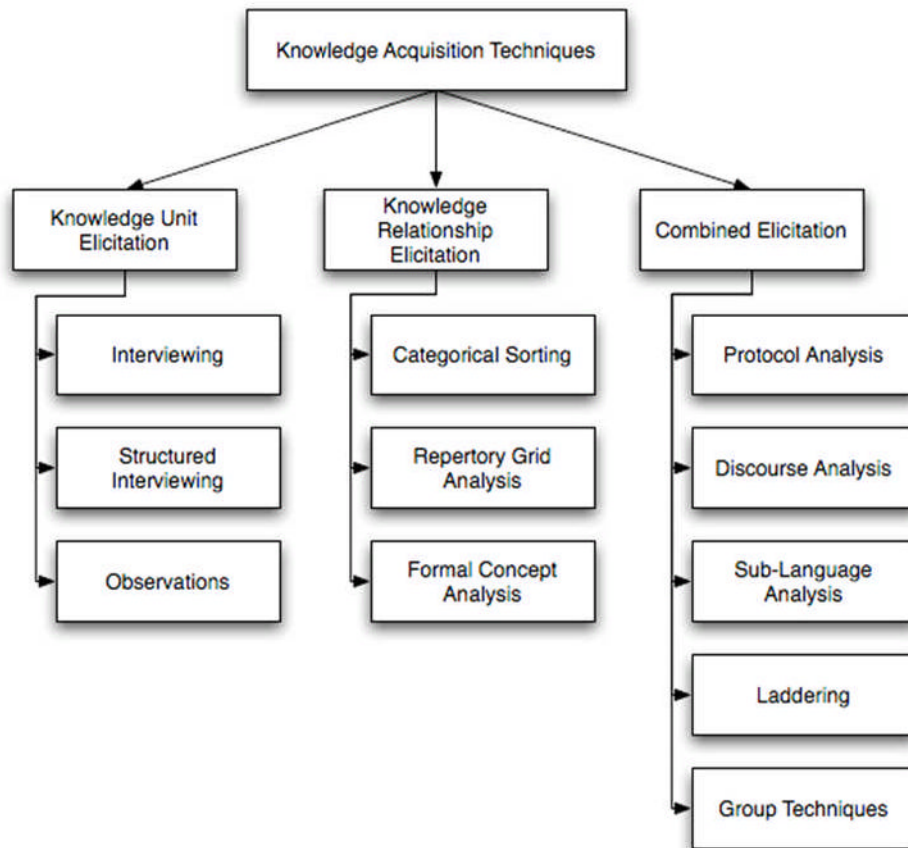 Knowledge Acquisition Techniques
Knowledge Unit
Elicitation
Knowledge
Relationship
Elicitation
Combined Elicitation
Interviewing
Structured
Interviewing
Observations
Categorical Sorting
Repertory Grid
Analysis
Formal Concept
Analysis
Protocol Analysis
Discourse Analysis
Sub-Language
Analysis
Laddering
Group Techniques